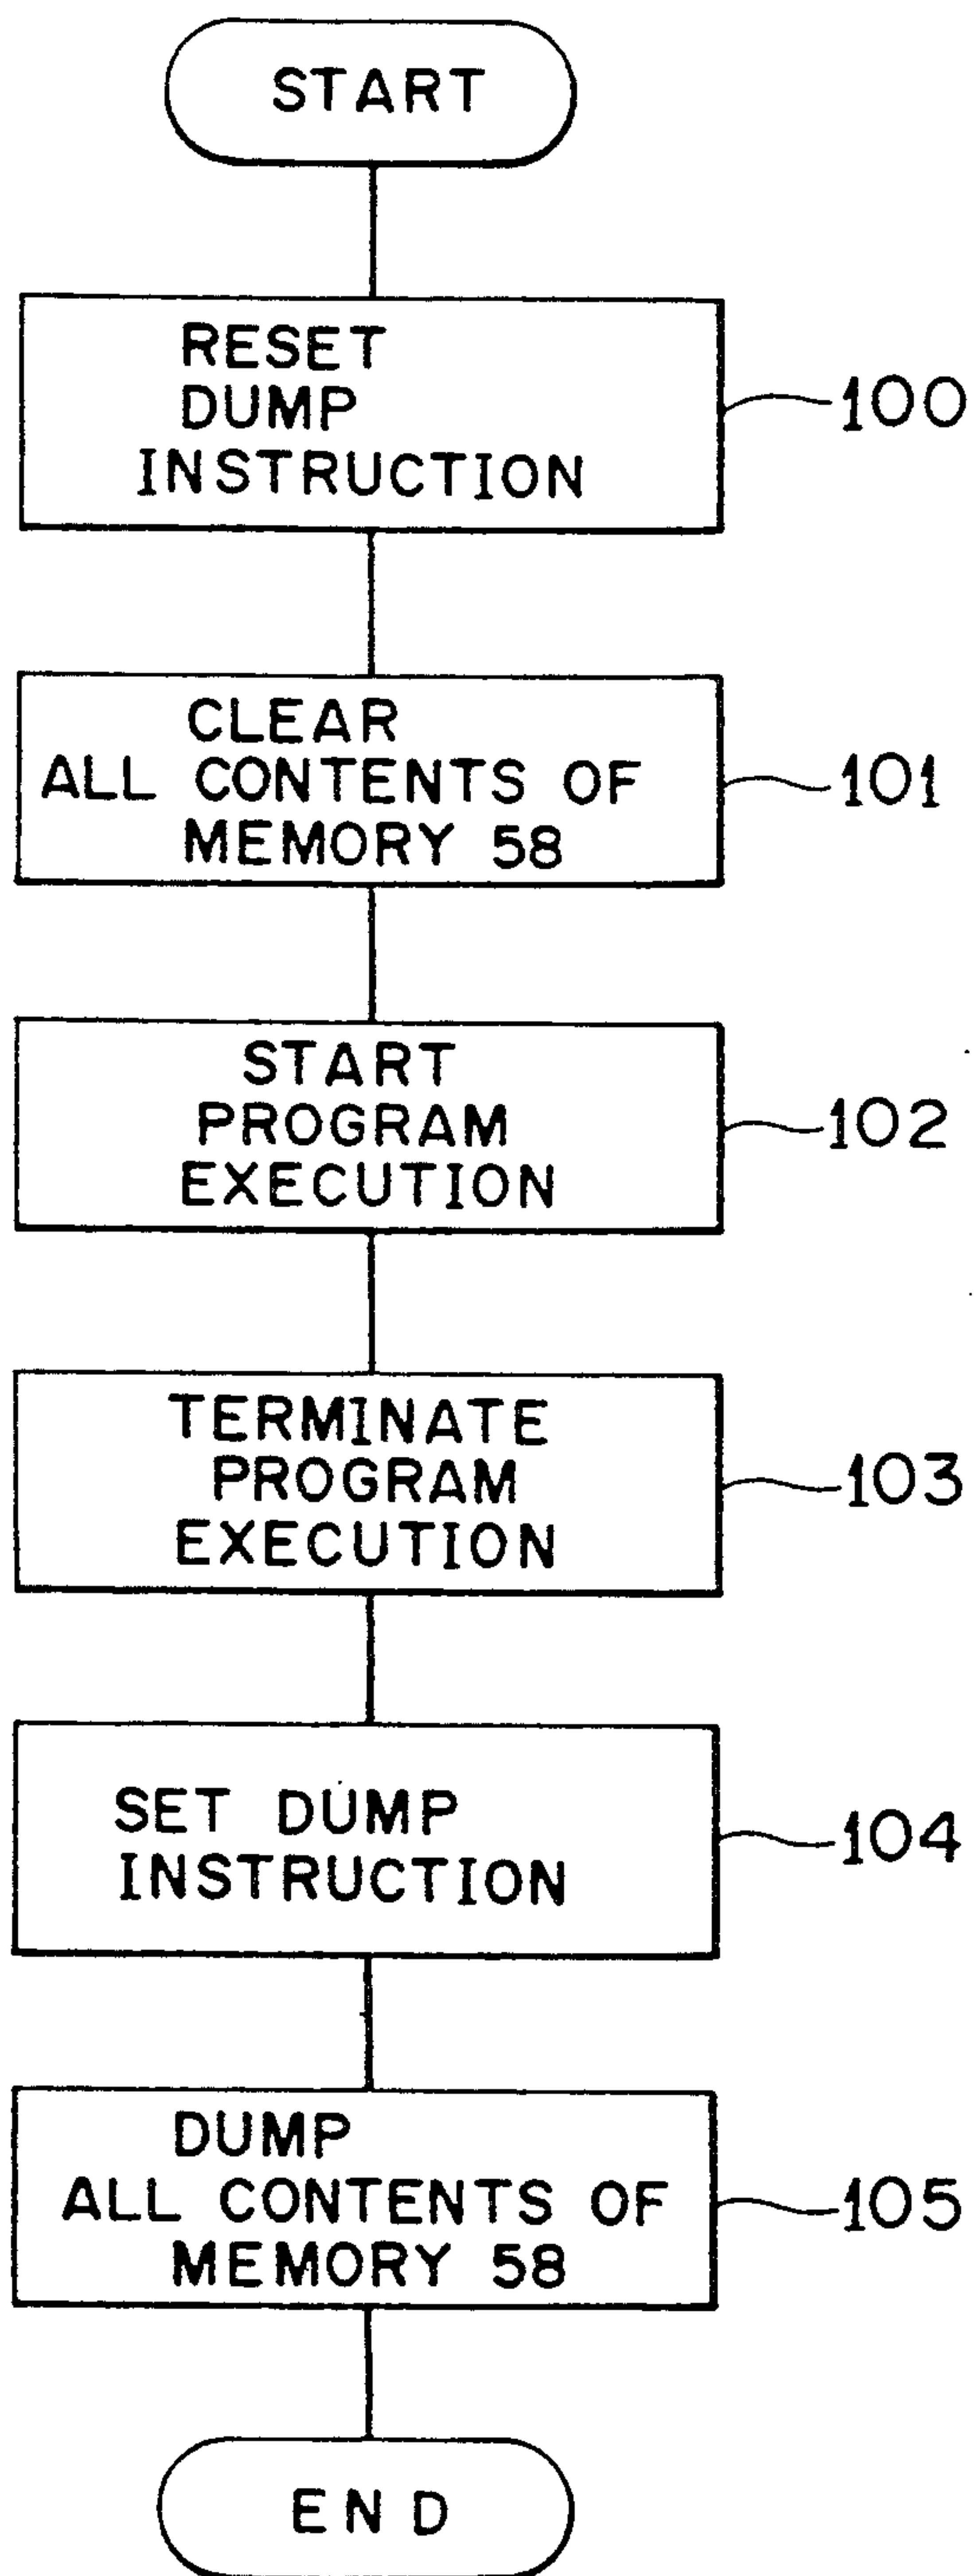 START
RESET
DUMP
INSTRUCTION
100
CLEAR
ALL CONTENTS OF
MEMORY 58
101
START
PROGRAM
EXECUTION
102
TERMINATE
PROGRAM
EXECUTION
103
SET DUMP
INSTRUCTION
104
DUMP
ALL CONTENTS OF
MEMORY 58
105
END